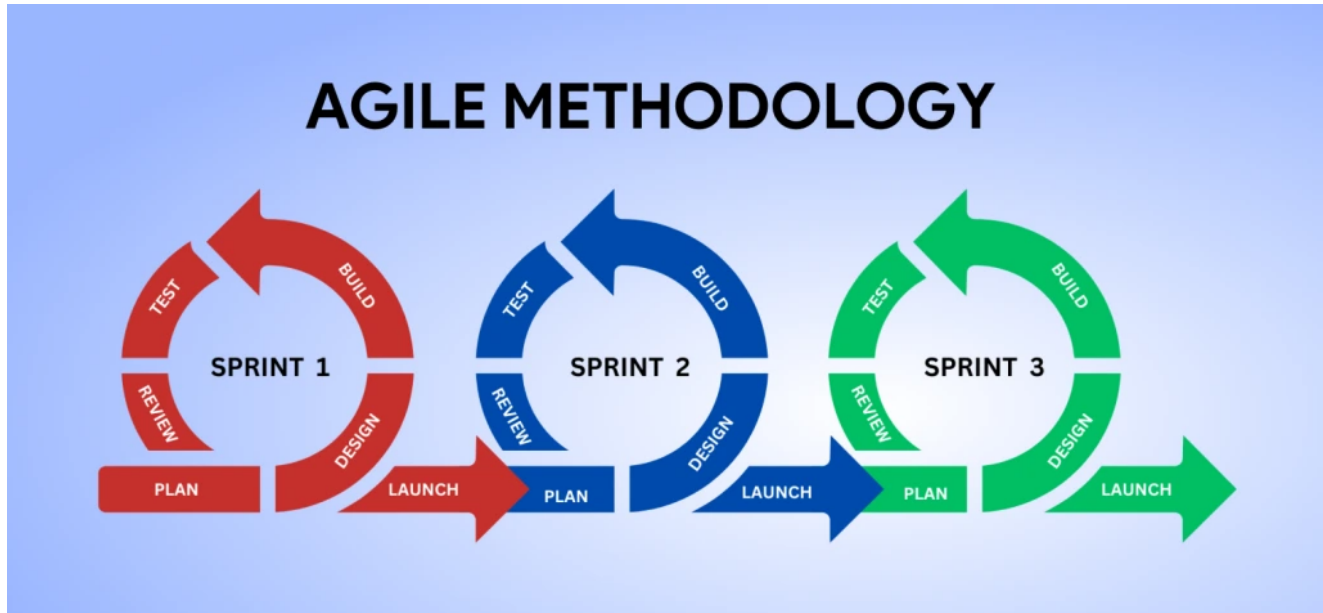 AGILE METHODOLOGY
SPRINT 1
PLAN
DESIGN
BUILD
TEST
REVIEW
LAUNCH
SPRINT 2
PLAN
DESIGN
BUILD
TEST
REVIEW
LAUNCH
SPRINT 3
PLAN
DESIGN
BUILD
TEST
REVIEW
LAUNCH